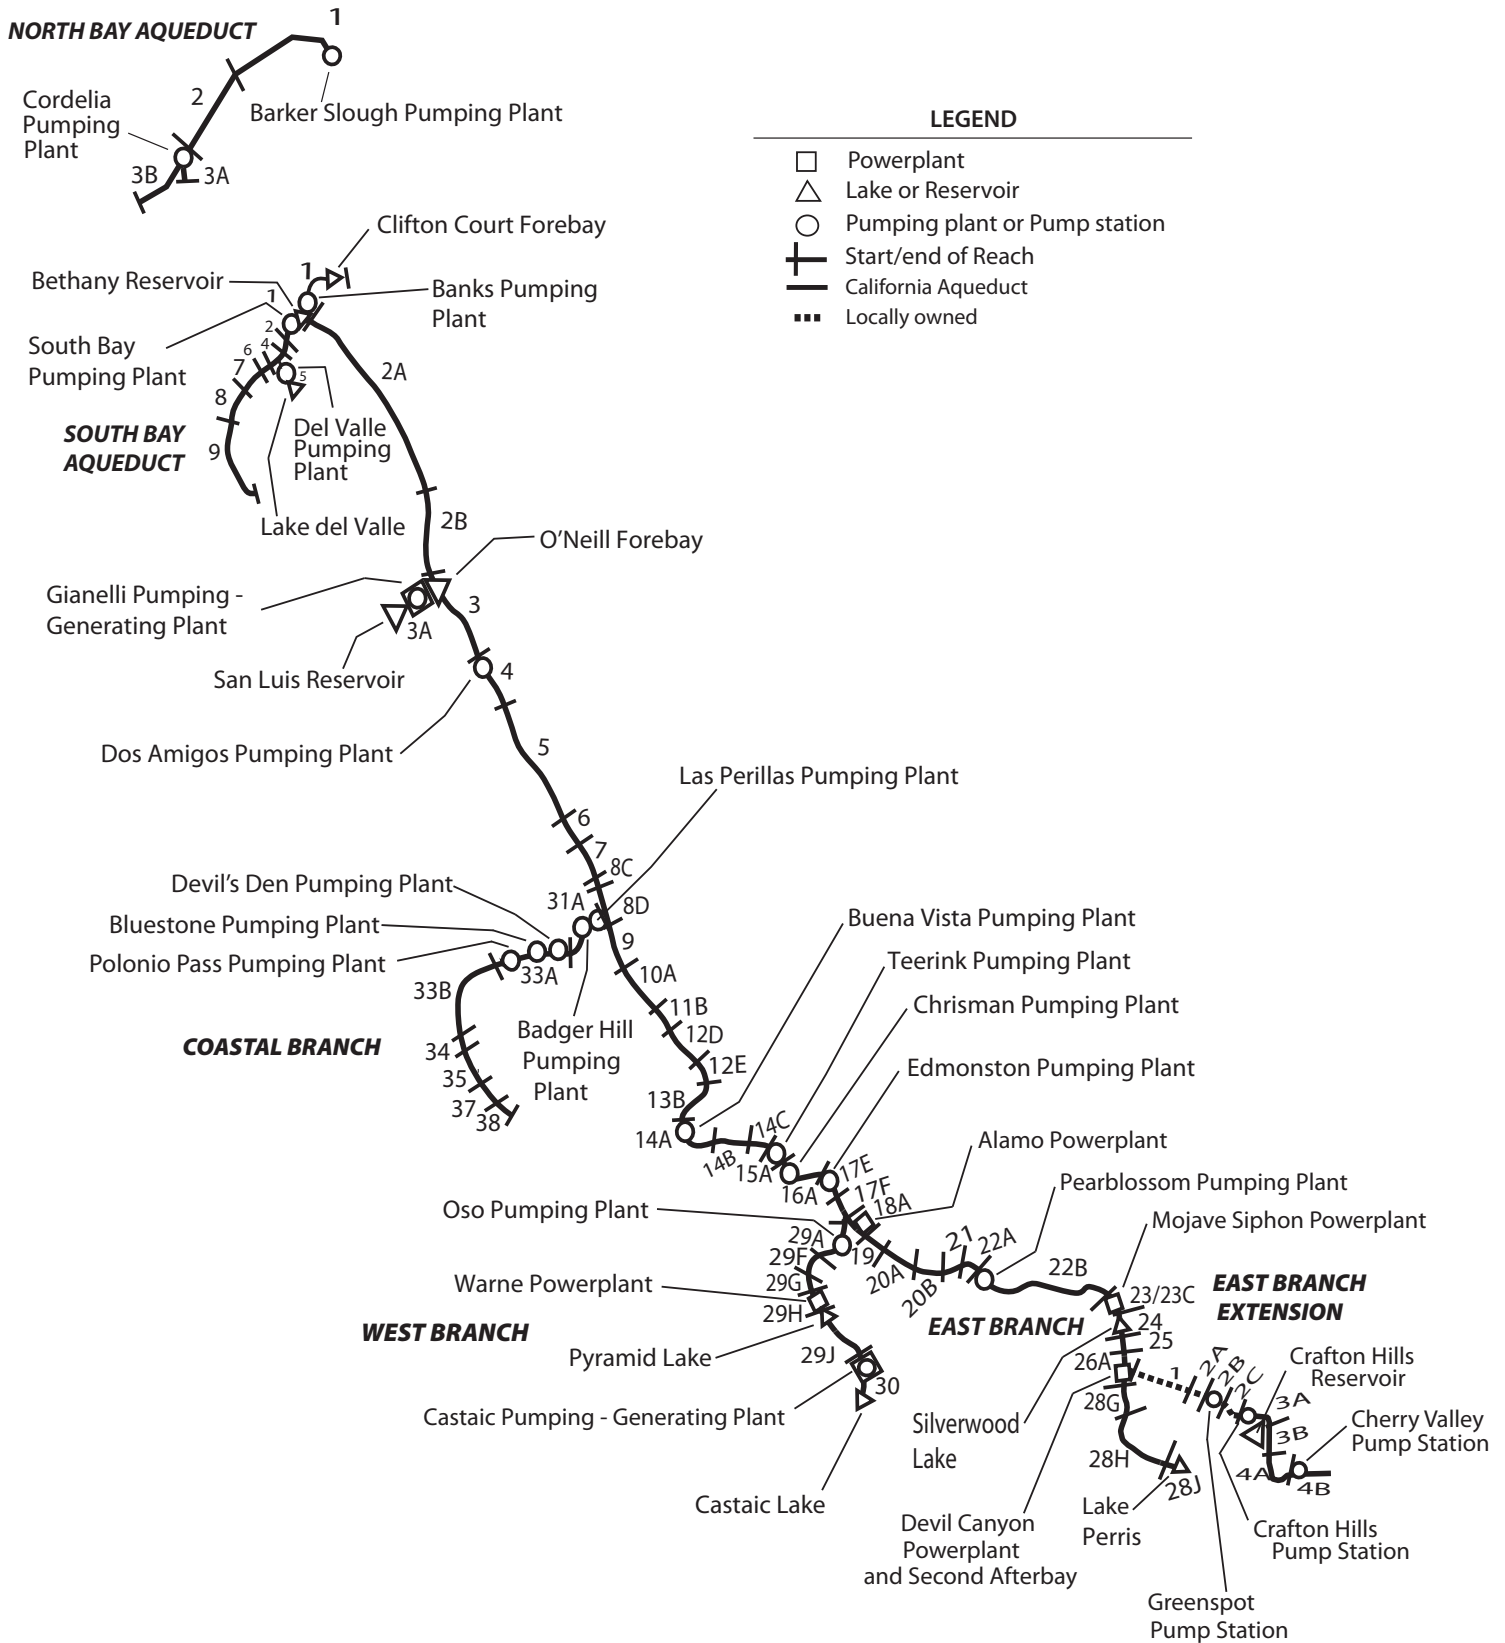 NORTH BAY AQUEDUCT
1
2
Cordelia
Pumping
Plant
Barker Slough Pumping Plant
3B
3A
LEGEND
Powerplant
Lake or Reservoir
Pumping plant or Pump station
Start/end of Reach
California Aqueduct
Locally owned
Clifton Court Forebay
Bethany Reservoir
1
1
Banks Pumping
Plant
South Bay
Pumping Plant
2
4
6
7
5
8
9
2A
SOUTH BAY
AQUEDUCT
Del Valle
Pumping
Plant
Lake del Valle
2B
O'Neill Forebay
Gianelli Pumping -
Generating Plant
3
3A
San Luis Reservoir
4
Dos Amigos Pumping Plant
5
Las Perillas Pumping Plant
6
7
8C
Devil's Den Pumping Plant
31A
8D
Bluestone Pumping Plant
Polonio Pass Pumping Plant
33A
9
Buena Vista Pumping Plant
Teerink Pumping Plant
33B
10A
11B
Chrisman Pumping Plant
Badger Hill
Pumping
Plant
12D
COASTAL BRANCH
34
35
37
38
12E
Edmonston Pumping Plant
13B
14A
14B
14C
15A
16A
17E
17F
18A
Alamo Powerplant
Pearblossom Pumping Plant
Oso Pumping Plant
Mojave Siphon Powerplant
29A
29F
29G
29H
19
20A
20B
21
22A
22B
Warne Powerplant
23/23C
EAST BRANCH
EXTENSION
WEST BRANCH
EAST BRANCH
24
25
Pyramid Lake
29J
26A
1
2A
2B
2C
Crafton Hills
Reservoir
30
28G
3A
3B
Castaic Pumping - Generating Plant
Silverwood
Lake
Cherry Valley
Pump Station
28H
4A
4B
28J
Castaic Lake
Lake
Perris
Devil Canyon
Powerplant
and Second Afterbay
Crafton Hills
Pump Station
Greenspot
Pump Station